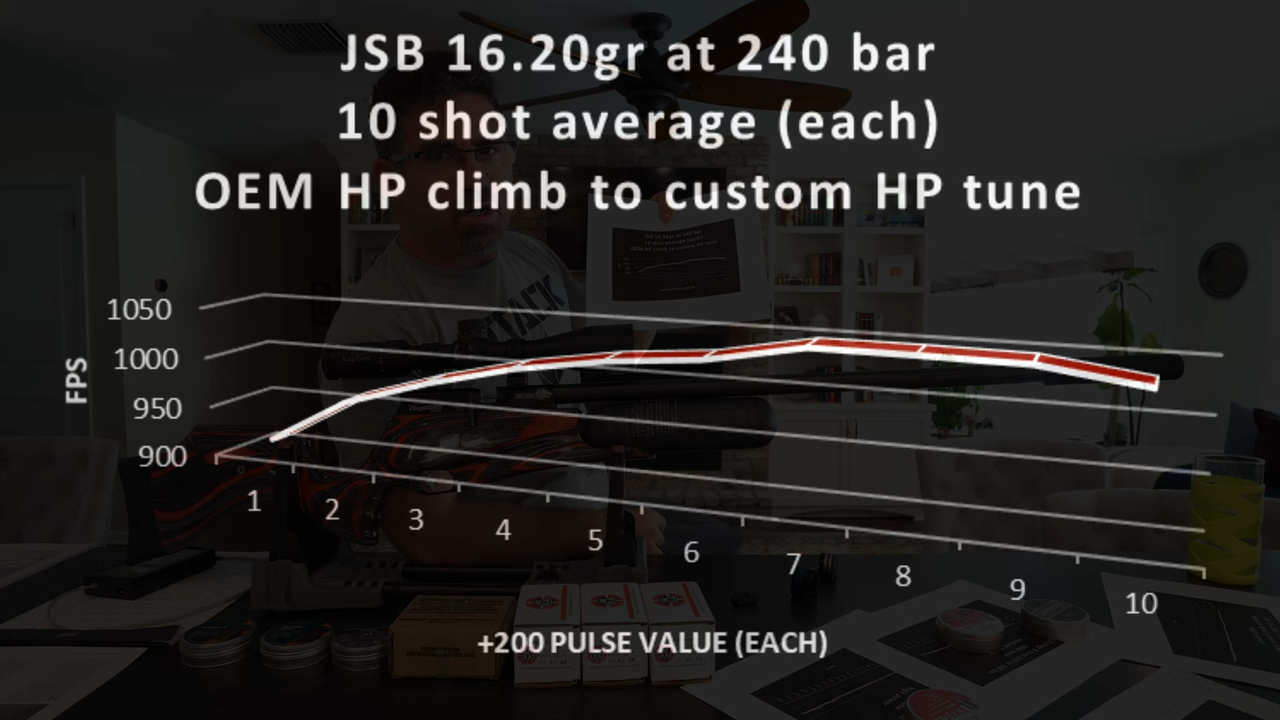 JSB 16.20gr at 240 bar
10 shot average (each)
OEM HP climb to custom HP tune
1050
1000
950
900
FPS
1
2
3
4
5
6
7
8
9
10
+200 PULSE VALUE (EACH)